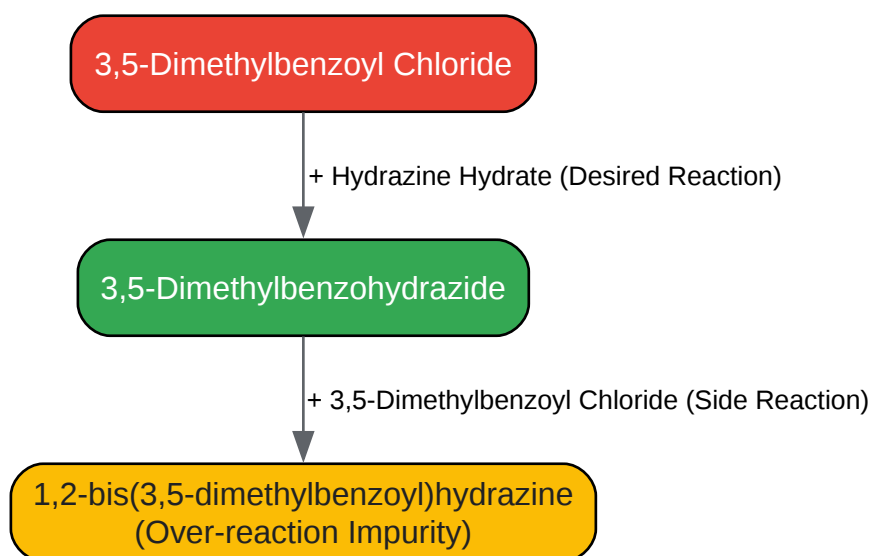 3,5-Dimethylbenzoyl Chloride
+ Hydrazine Hydrate (Desired Reaction)
3,5-Dimethylbenzohydrazide
+ 3,5-Dimethylbenzoyl Chloride (Side Reaction)
1,2-bis(3,5-dimethylbenzoyl)hydrazine
(Over-reaction Impurity)